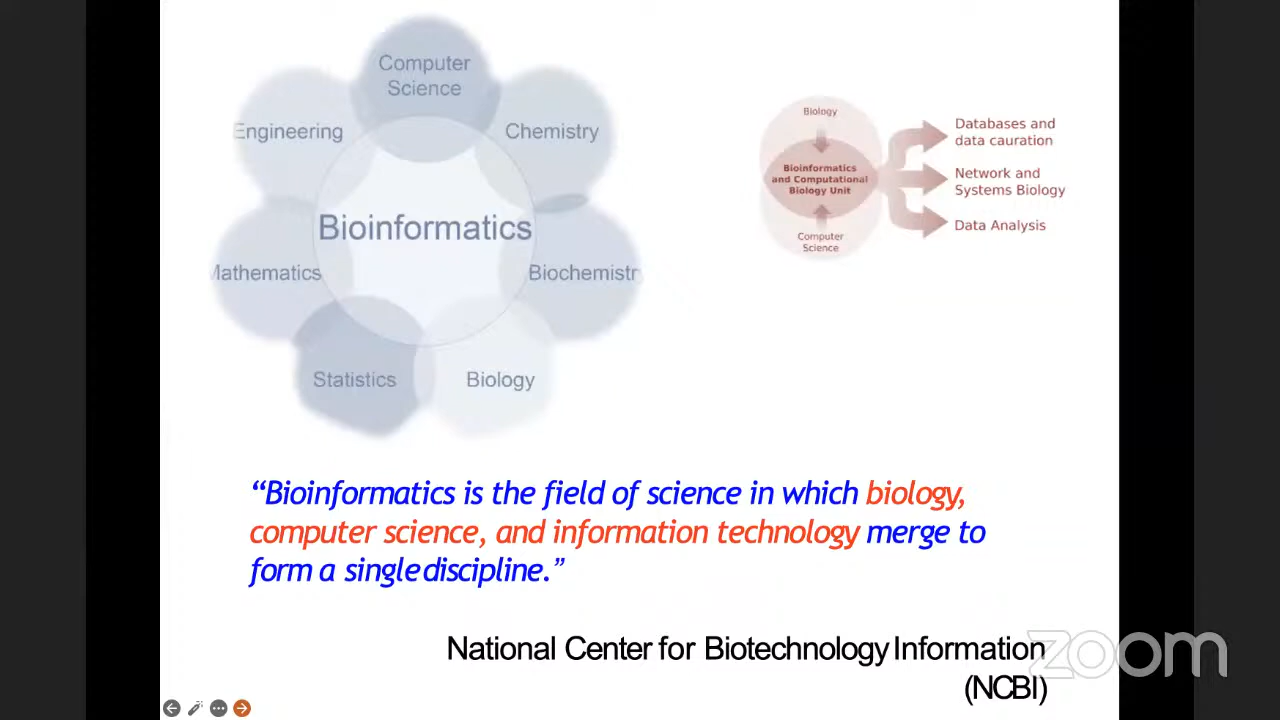 Computer
Science
Engineering
Chemistry
Bioinformatics
Mathematics
Biochemistr
Statistics
Biology
Biology
Bioinformatics
and Computational
Biology Unit
Computer
Science
Databases and
data cauration
Network and
Systems Biology
Data Analysis
“Bioinformatics is the field of science in which biology,
computer science, and information technology merge to
form a single discipline.”
National Center for Biotechnology Information
(NCBI)
zoom